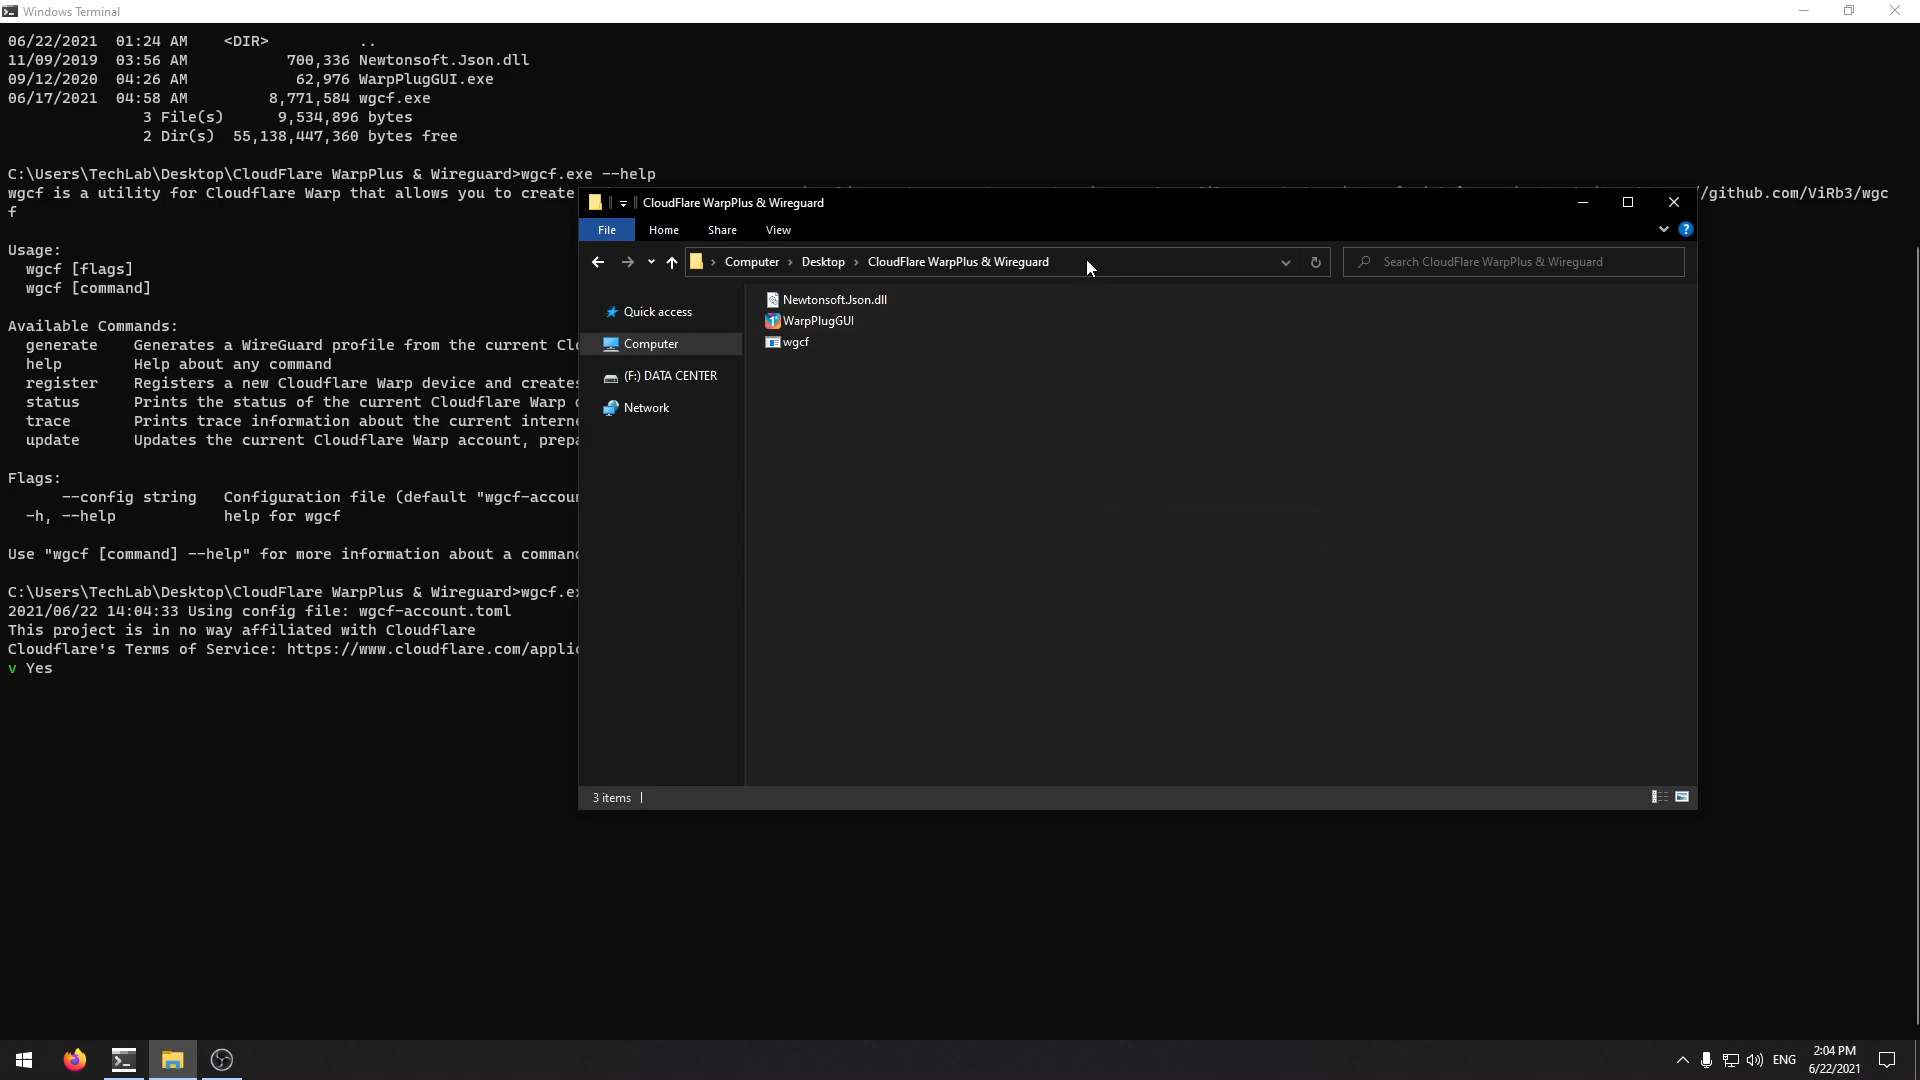 Windows Terminal
06/22/2021  01:24 AM    <DIR>          ..
11/09/2019  03:56 AM           700,336 Newtonsoft.Json.dll
09/12/2020  04:26 AM            62,976 WarpPlugGUI.exe
06/17/2021  04:58 AM         8,771,584 wgcf.exe
3 File(s)      9,534,896 bytes
2 Dir(s)  55,138,447,360 bytes free
C:\Users\TechLab\Desktop\CloudFlare WarpPlus & Wireguard>wgcf.exe --help
wgcf is a utility for Cloudflare Warp that allows you to create
/github.com/ViRb3/wgc
f
Usage:
wgcf [flags]
wgcf [command]
Available Commands:
generate    Generates a WireGuard profile from the current Cl
help        Help about any command
register    Registers a new Cloudflare Warp device and creates
status      Prints the status of the current Cloudflare Warp
trace       Prints trace information about the current interne
update      Updates the current Cloudflare Warp account, prepa
Flags:
--config string   Configuration file (default "wgcf-accoun
-h, --help            help for wgcf
Use "wgcf [command] --help" for more information about a comman
C:\Users\TechLab\Desktop\CloudFlare WarpPlus & Wireguard>wgcf.ex
2021/06/22 14:04:33 Using config file: wgcf-account.toml
This project is in no way affiliated with Cloudflare
Cloudflare's Terms of Service: https://www.cloudflare.com/applic
v Yes
CloudFlare WarpPlus & Wireguard
File Home Share View
Computer > Desktop > CloudFlare WarpPlus & Wireguard
Search CloudFlare WarpPlus & Wireguard
Quick access
Computer
(F:) DATA CENTER
Network
Newtonsoft.Json.dll
WarpPlugGUI
wgcf
3 items
ENG
2:04 PM
6/22/2021